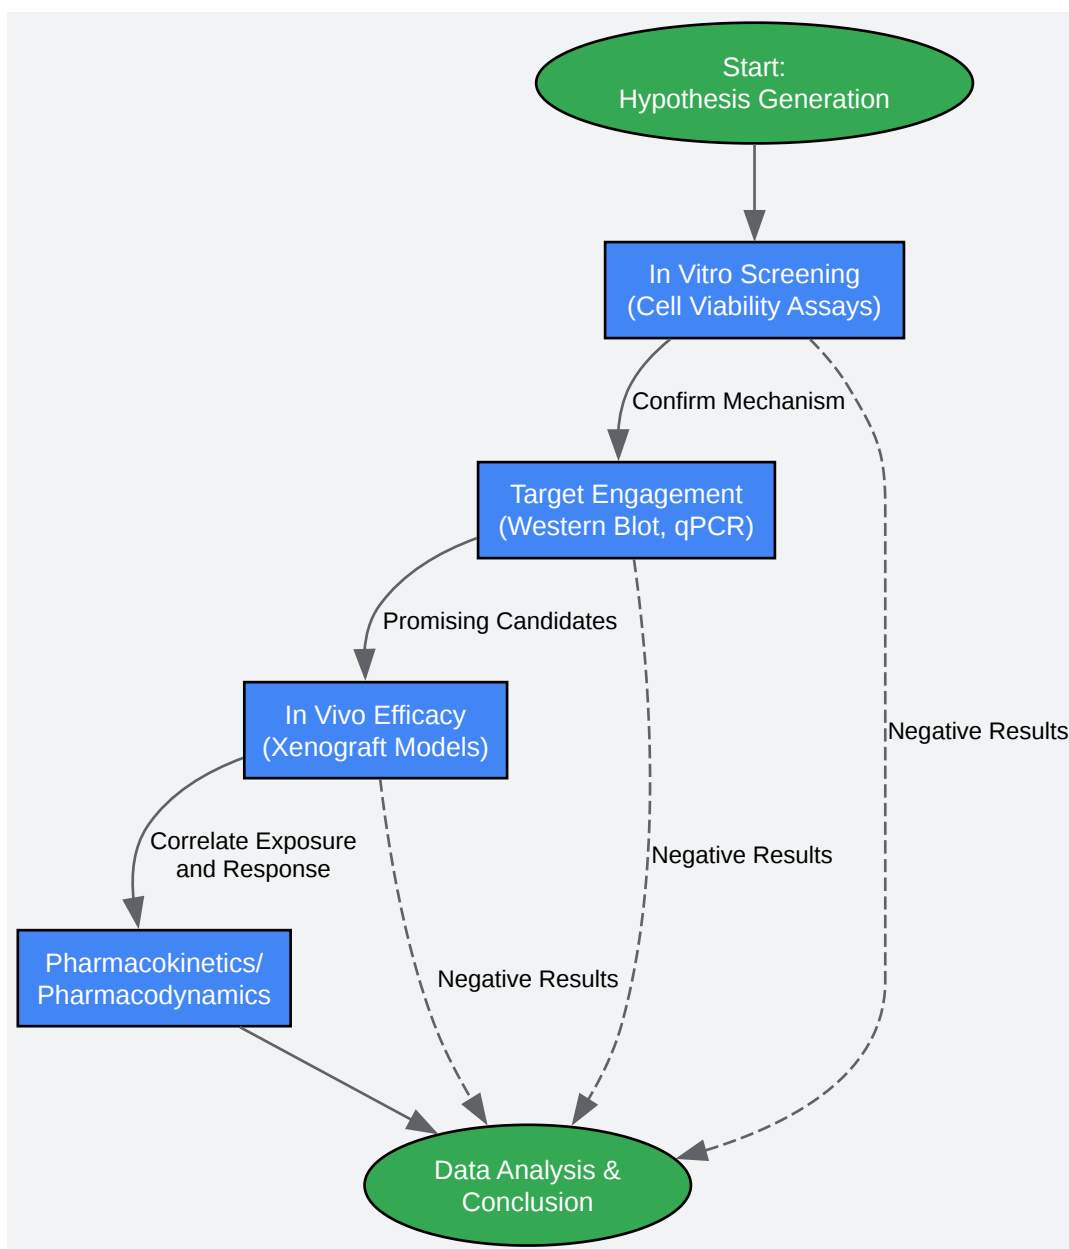 Start:
Hypothesis Generation
In Vitro Screening
(Cell Viability Assays)
Confirm Mechanism
Target Engagement
(Western Blot, qPCR)
Promising Candidates
In Vivo Efficacy
(Xenograft Models)
Negative Results
Correlate Exposure
and Response
Negative Results
Pharmacokinetics/
Pharmacodynamics
Negative Results
Data Analysis &
Conclusion